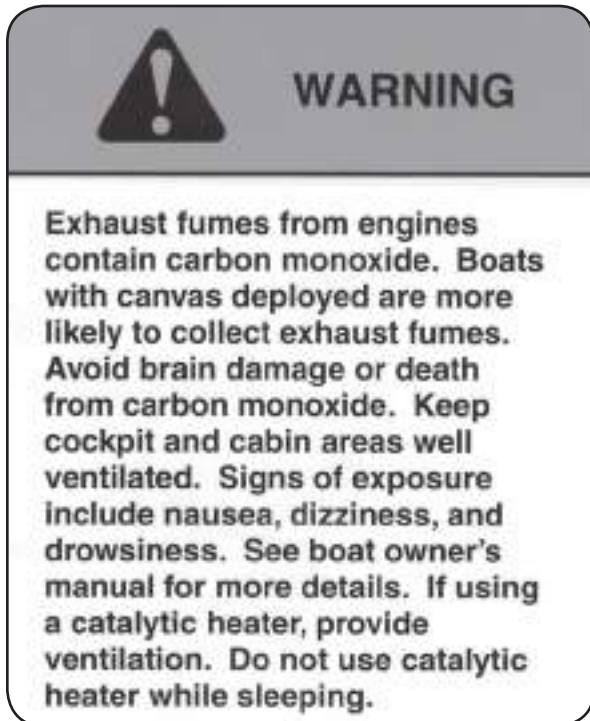 WARNING
Exhaust fumes from engines
contain carbon monoxide.  Boats
with canvas deployed are more
likely to collect exhaust fumes.
Avoid brain damage or death
from carbon monoxide.  Keep
cockpit and cabin areas well
ventilated.  Signs of exposure
include nausea, dizziness, and
drowsiness.  See boat owner's
manual for more details.  If using
a catalytic heater, provide
ventilation.  Do not use catalytic
heater while sleeping.